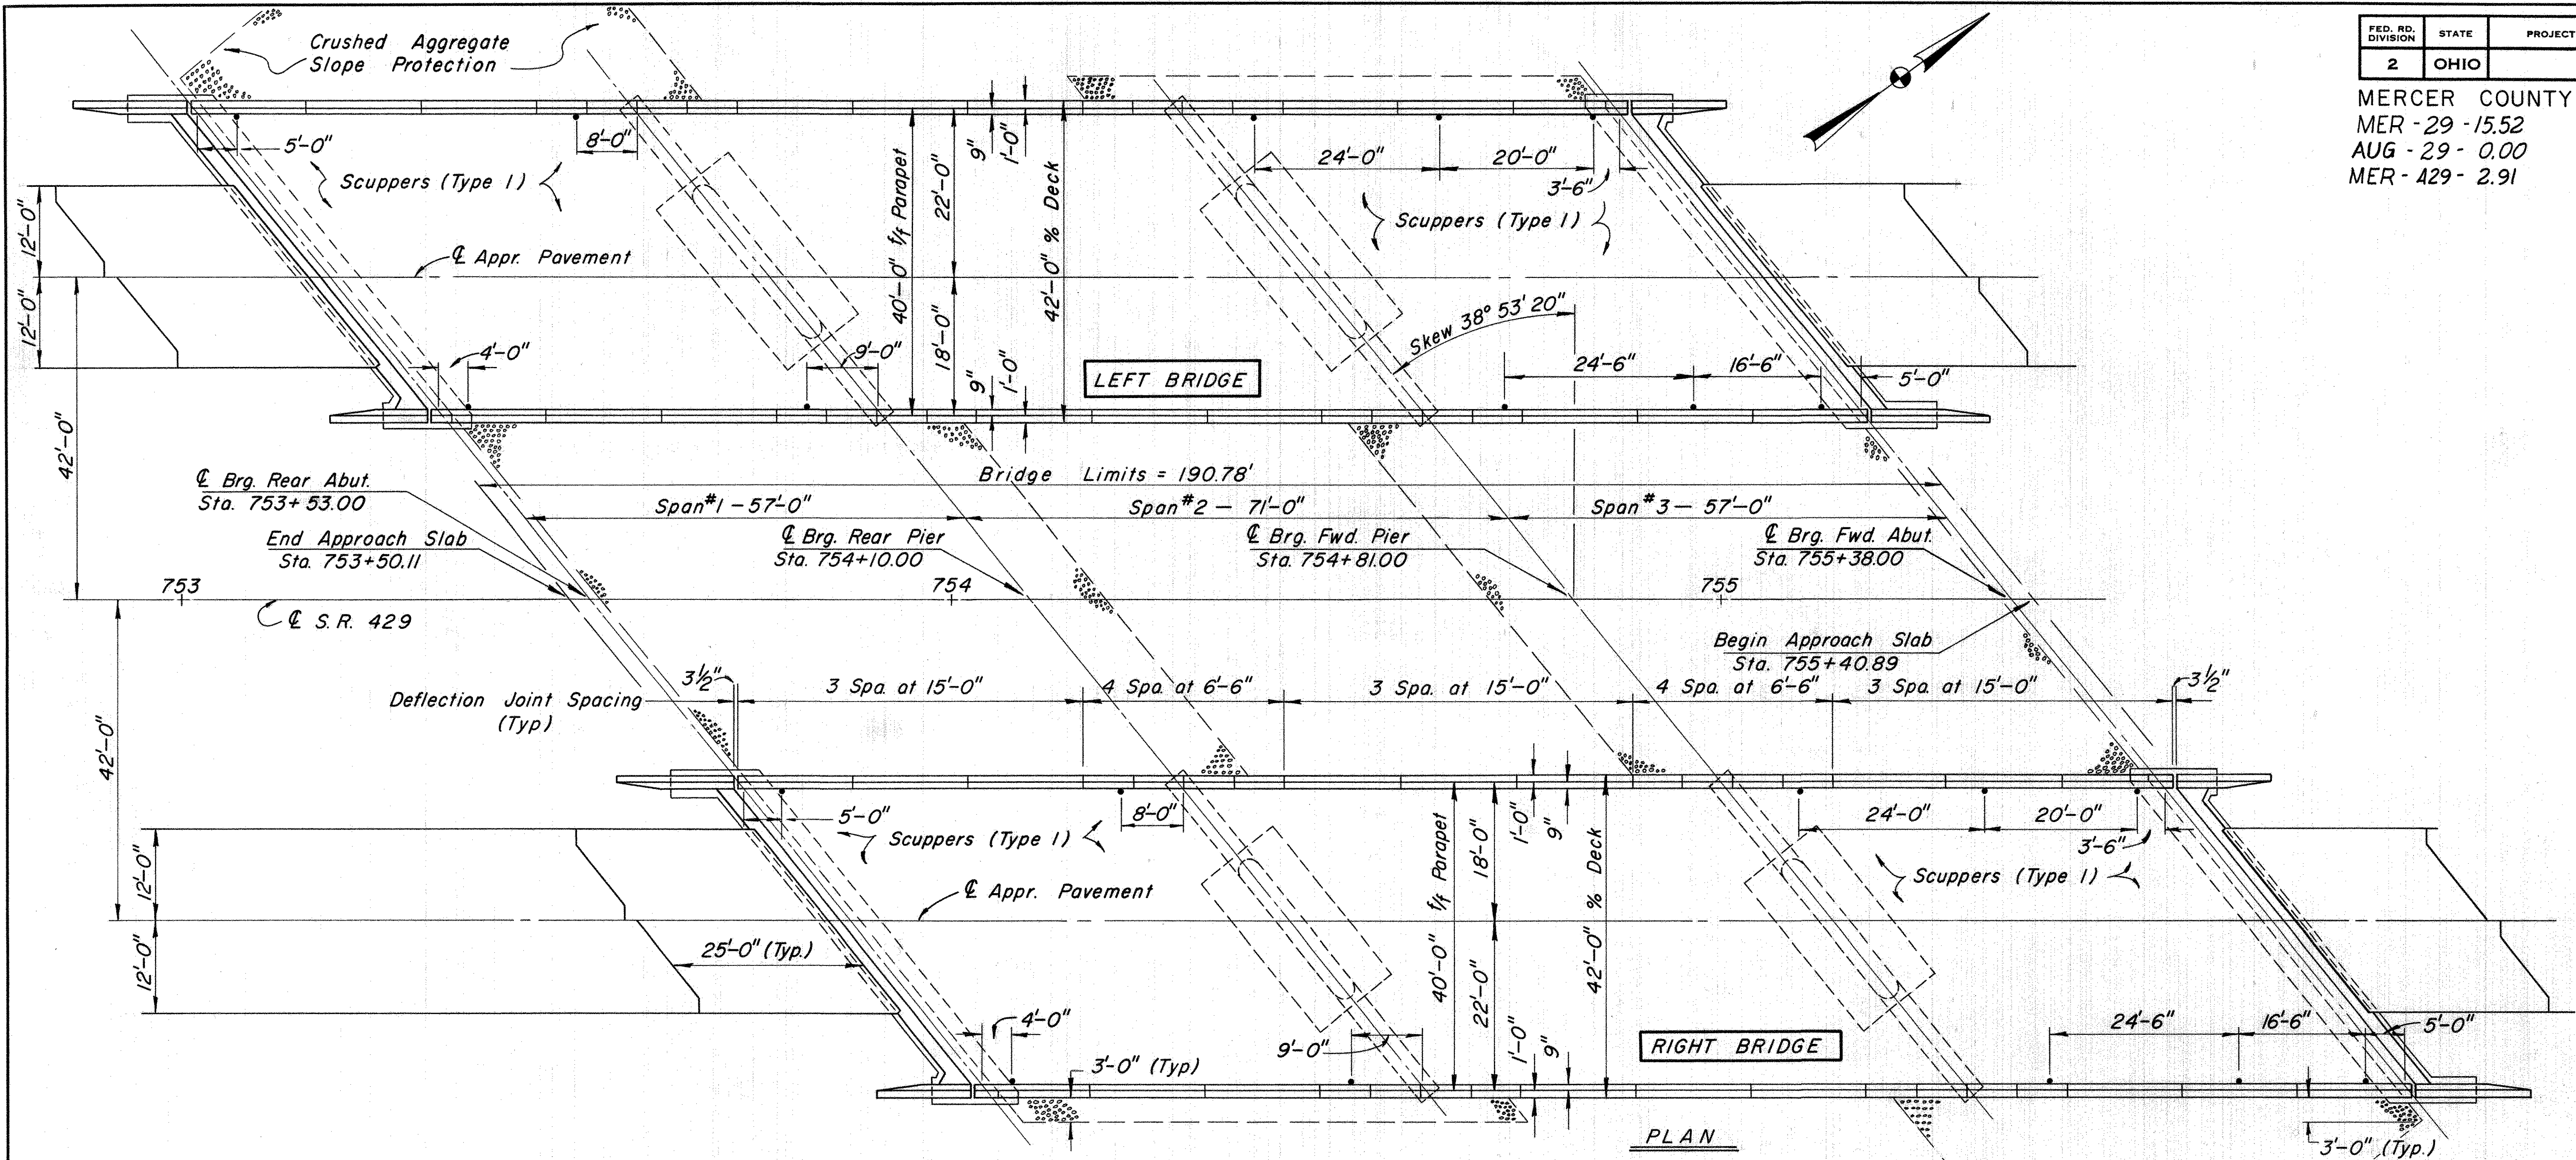 FED. RD. DIVISION STATE PROJECT
2 OHIO
MERCER COUNTY
MER - 29 - 15.52
AUG - 29 - 0.00
MER - A29 - 2.91
Crushed Aggregate
Slope Protection
5'-0"
8'-0"
Scuppers (Type 1)
12'-0"
12'-0"
℄ Appr. Pavement
40'-0" f/f Parapet
22'-0"
18'-0"
9"
1'-0"
42'-0" % Deck
24'-0"
20'-0"
3'-6"
Scuppers (Type 1)
Skew 38° 53' 20"
4'-0"
9'-0"
9"
1'-0"
LEFT BRIDGE
24'-6"
16'-6"
5'-0"
42'-0"
Bridge Limits = 190.78'
Span #1 - 57'-0"
Span #2 - 71'-0"
Span #3 - 57'-0"
℄ Brg. Rear Abut.
Sta. 753+53.00
End Approach Slab
Sta. 753+50.11
℄ Brg. Rear Pier
Sta. 754+10.00
℄ Brg. Fwd. Pier
Sta. 754+81.00
℄ Brg. Fwd. Abut.
Sta. 755+38.00
753
754
755
℄ S.R. 429
Begin Approach Slab
Sta. 755+40.89
Deflection Joint Spacing
(Typ)
3½"
3 Spa. at 15'-0"
4 Spa. at 6'-6"
3 Spa. at 15'-0"
4 Spa. at 6'-6"
3 Spa. at 15'-0"
3½"
42'-0"
5'-0"
8'-0"
Scuppers (Type 1)
12'-0"
12'-0"
℄ Appr. Pavement
25'-0" (Typ.)
40'-0" f/f Parapet
18'-0"
22'-0"
1'-0"
9"
42'-0" % Deck
24'-0"
20'-0"
3'-6"
Scuppers (Type 1)
4'-0"
9'-0"
3'-0" (Typ)
1'-0"
9"
RIGHT BRIDGE
24'-6"
16'-6"
5'-0"
PLAN
3'-0" (Typ.)